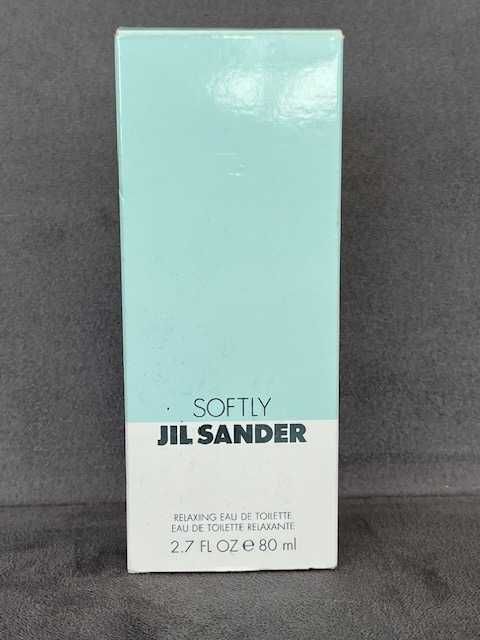 SOFTLY
JIL SANDER
RELAXING EAU DE TOILETTE
EAU DE TOILETTE RELAXANTE
2.7 FL OZ ℮ 80 ml